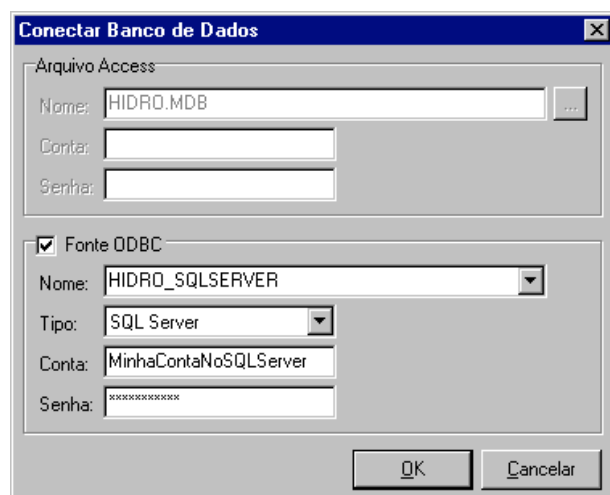 Conectar Banco de Dados
Arquivo Access
Nome: HIDRO.MDB ...
Conta:
Senha:
Fonte ODBC
Nome: HIDRO_SQLSERVER
Tipo: SQL Server
Conta: MinhaContaNoSQLServer
Senha: ***********
OK Cancelar